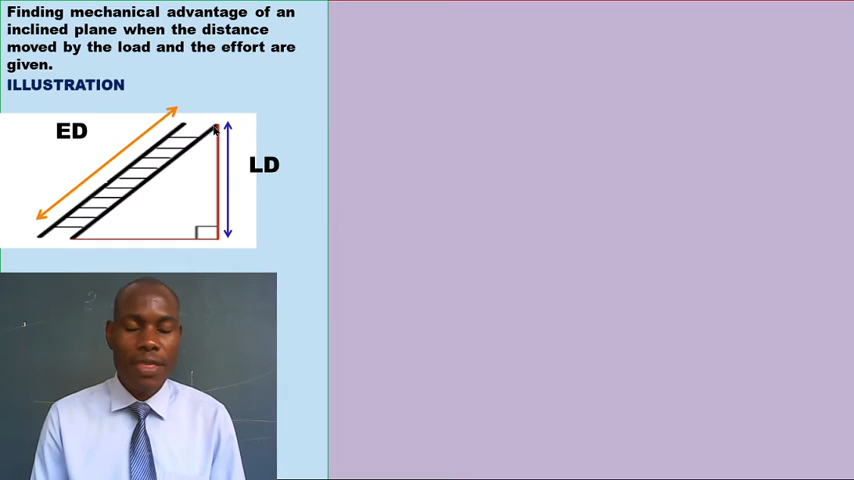 Finding mechanical advantage of an
inclined plane when the distance
moved by the load and the effort are
given.
ILLUSTRATION
ED
LD